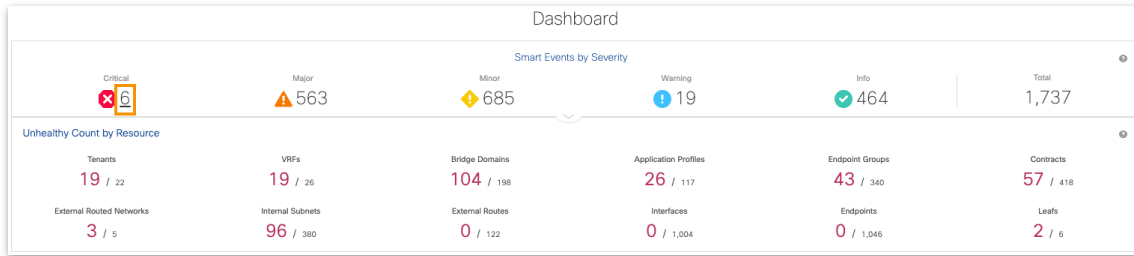 Dashboard
Smart Events by Severity
Critical Major Minor Warning Info Total
6 563 685 19 464 1,737
Unhealthy Count by Resource
Tenants VRFs Bridge Domains Application Profiles Endpoint Groups Contracts
19 / 22 19 / 26 104 / 198 26 / 117 43 / 340 57 / 418
External Routed Networks Internal Subnets External Routes Interfaces Endpoints Leafs
3 / 5 96 / 380 0 / 122 0 / 1,004 0 / 1,046 2 / 6